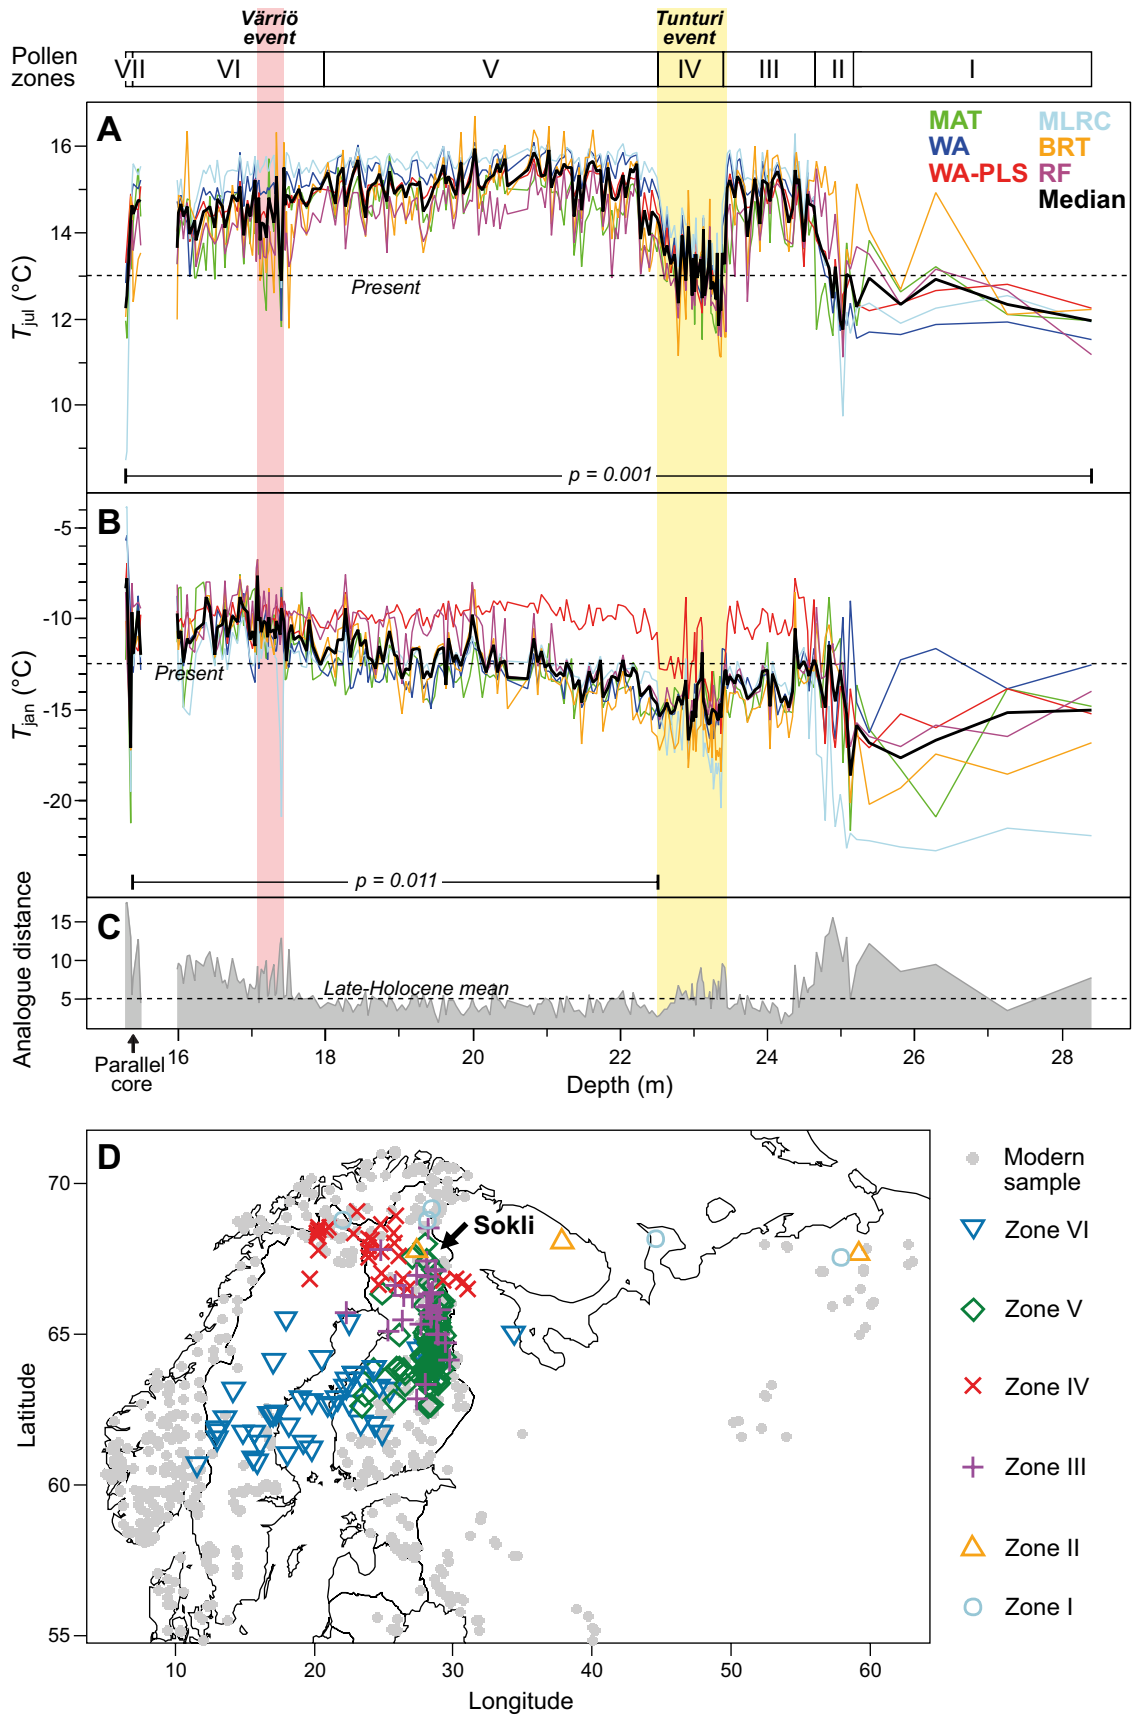 Värriö event
Tunturi event
Pollen zones
VII VI V IV III II I
A
MAT MLRC
WA BRT
WA-PLS RF
Median
16
14
12
10
Tjul (°C)
Present
p = 0.001
B
-5
-10
-15
-20
Tjan (°C)
Present
p = 0.011
C
15
10
5
Analogue distance
Late-Holocene mean
Parallel core
16 18 20 22 24 26 28
Depth (m)
D
70
65
60
55
Latitude
Sokli
10 20 30 40 50 60
Longitude
Modern sample
Zone VI
Zone V
Zone IV
Zone III
Zone II
Zone I